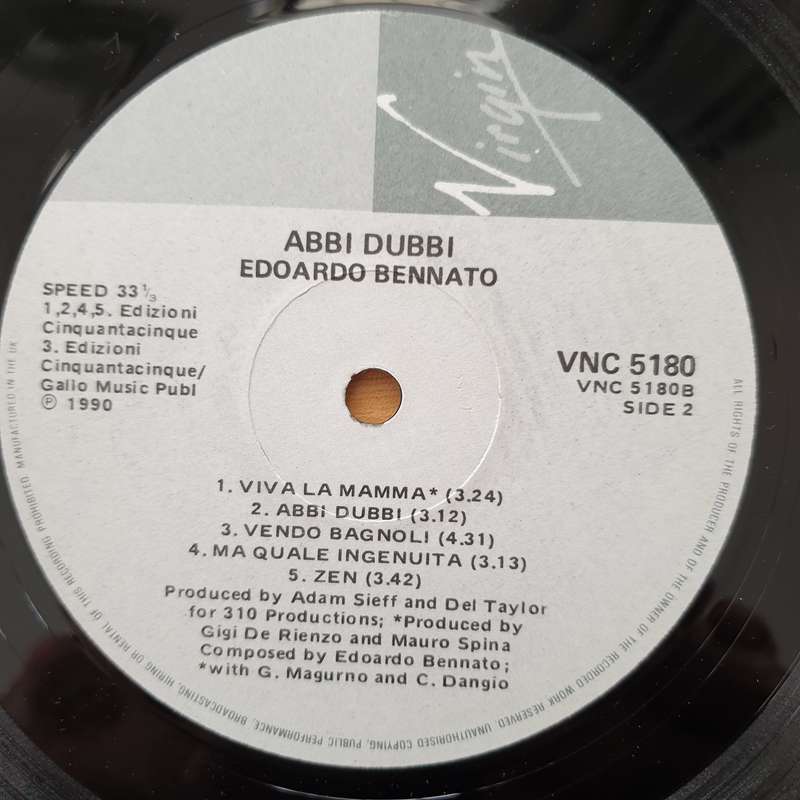 Virgin
ABBI DUBBI
EDOARDO BENNATO
SPEED 33⅓
1,2,4,5. Edizioni
Cinquantacinque
3. Edizioni
Cinquantacinque/
Gallo Music Publ
℗ 1990
VNC 5180
VNC 5180B
SIDE 2
1. VIVA LA MAMMA* (3.24)
2. ABBI DUBBI (3.12)
3. VENDO BAGNOLI (4.31)
4. MA QUALE INGENUITA (3.13)
5. ZEN (3.42)
Produced by Adam Sieff and Del Taylor
for 310 Productions; *Produced by
Gigi De Rienzo and Mauro Spina
Composed by Edoardo Bennato;
*with G. Magurno and C. Dangio
ALL RIGHTS OF THE PRODUCER AND OF THE OWNER OF THE RECORDED WORK RESERVED. UNAUTHORISED COPYING, PUBLIC PERFORMANCE, BROADCASTING, HIRING OR RENTAL OF THIS RECORDING PROHIBITED. MANUFACTURED IN THE UK